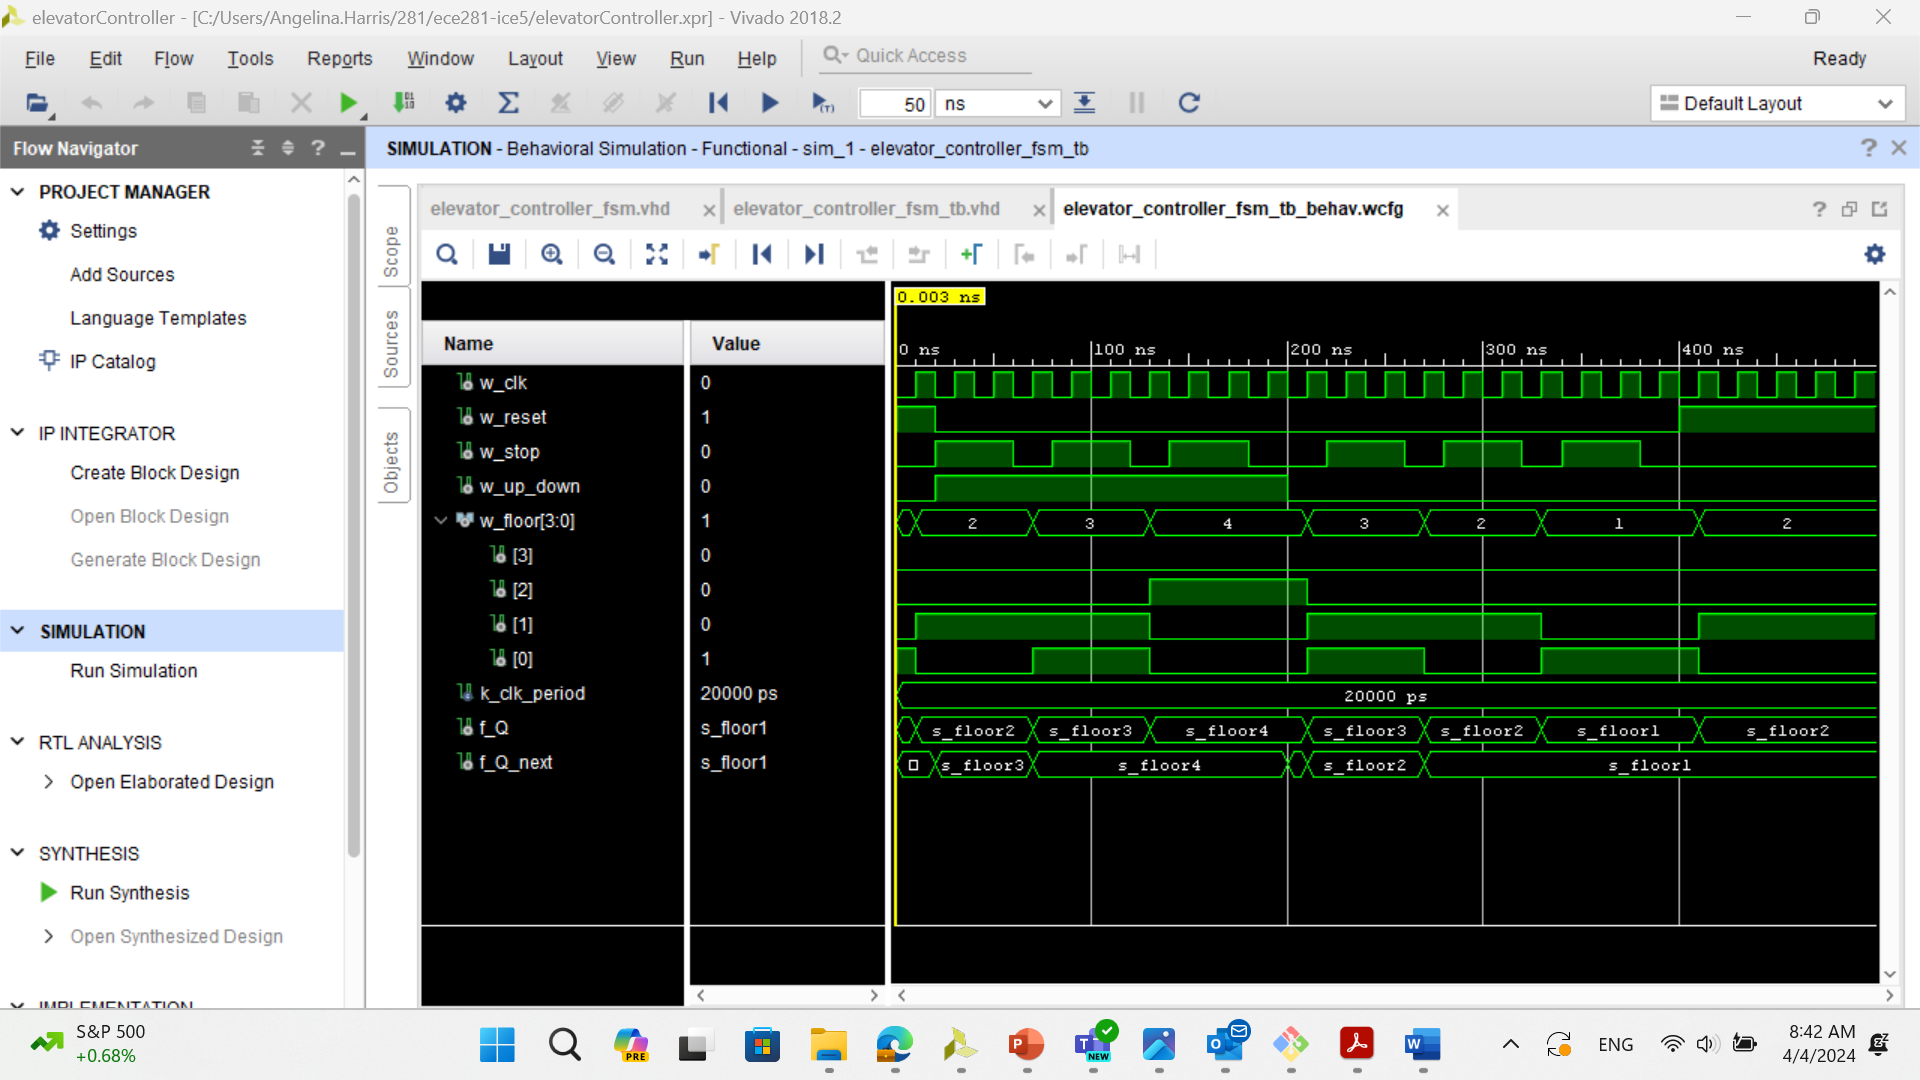 elevatorController - [C:/Users/Angelina.Harris/281/ece281-ice5/elevatorController.xpr] - Vivado 2018.2
File Edit Flow Tools Reports Window Layout View Run Help Quick Access Ready
50 ns Default Layout
Flow Navigator
SIMULATION - Behavioral Simulation - Functional - sim_1 - elevator_controller_fsm_tb
PROJECT MANAGER
Settings
Add Sources
Language Templates
IP Catalog
IP INTEGRATOR
Create Block Design
Open Block Design
Generate Block Design
SIMULATION
Run Simulation
RTL ANALYSIS
Open Elaborated Design
SYNTHESIS
Run Synthesis
Open Synthesized Design
IMPLEMENTATION
Scope
Sources
Objects
elevator_controller_fsm.vhd elevator_controller_fsm_tb.vhd elevator_controller_fsm_tb_behav.wcfg
0.003 ns
Name Value
0 ns 100 ns 200 ns 300 ns 400 ns
w_clk 0
w_reset 1
w_stop 0
w_up_down 0
w_floor[3:0] 1 2 3 4 3 2 1 2
[3] 0
[2] 0
[1] 0
[0] 1
k_clk_period 20000 ps 20000 ps
f_Q s_floor1 s_floor2 s_floor3 s_floor4 s_floor3 s_floor2 s_floor1 s_floor2
f_Q_next s_floor1 s_floor3 s_floor4 s_floor2 s_floor1
S&P 500
+0.68%
PRE
NEW
ENG
8:42 AM
4/4/2024